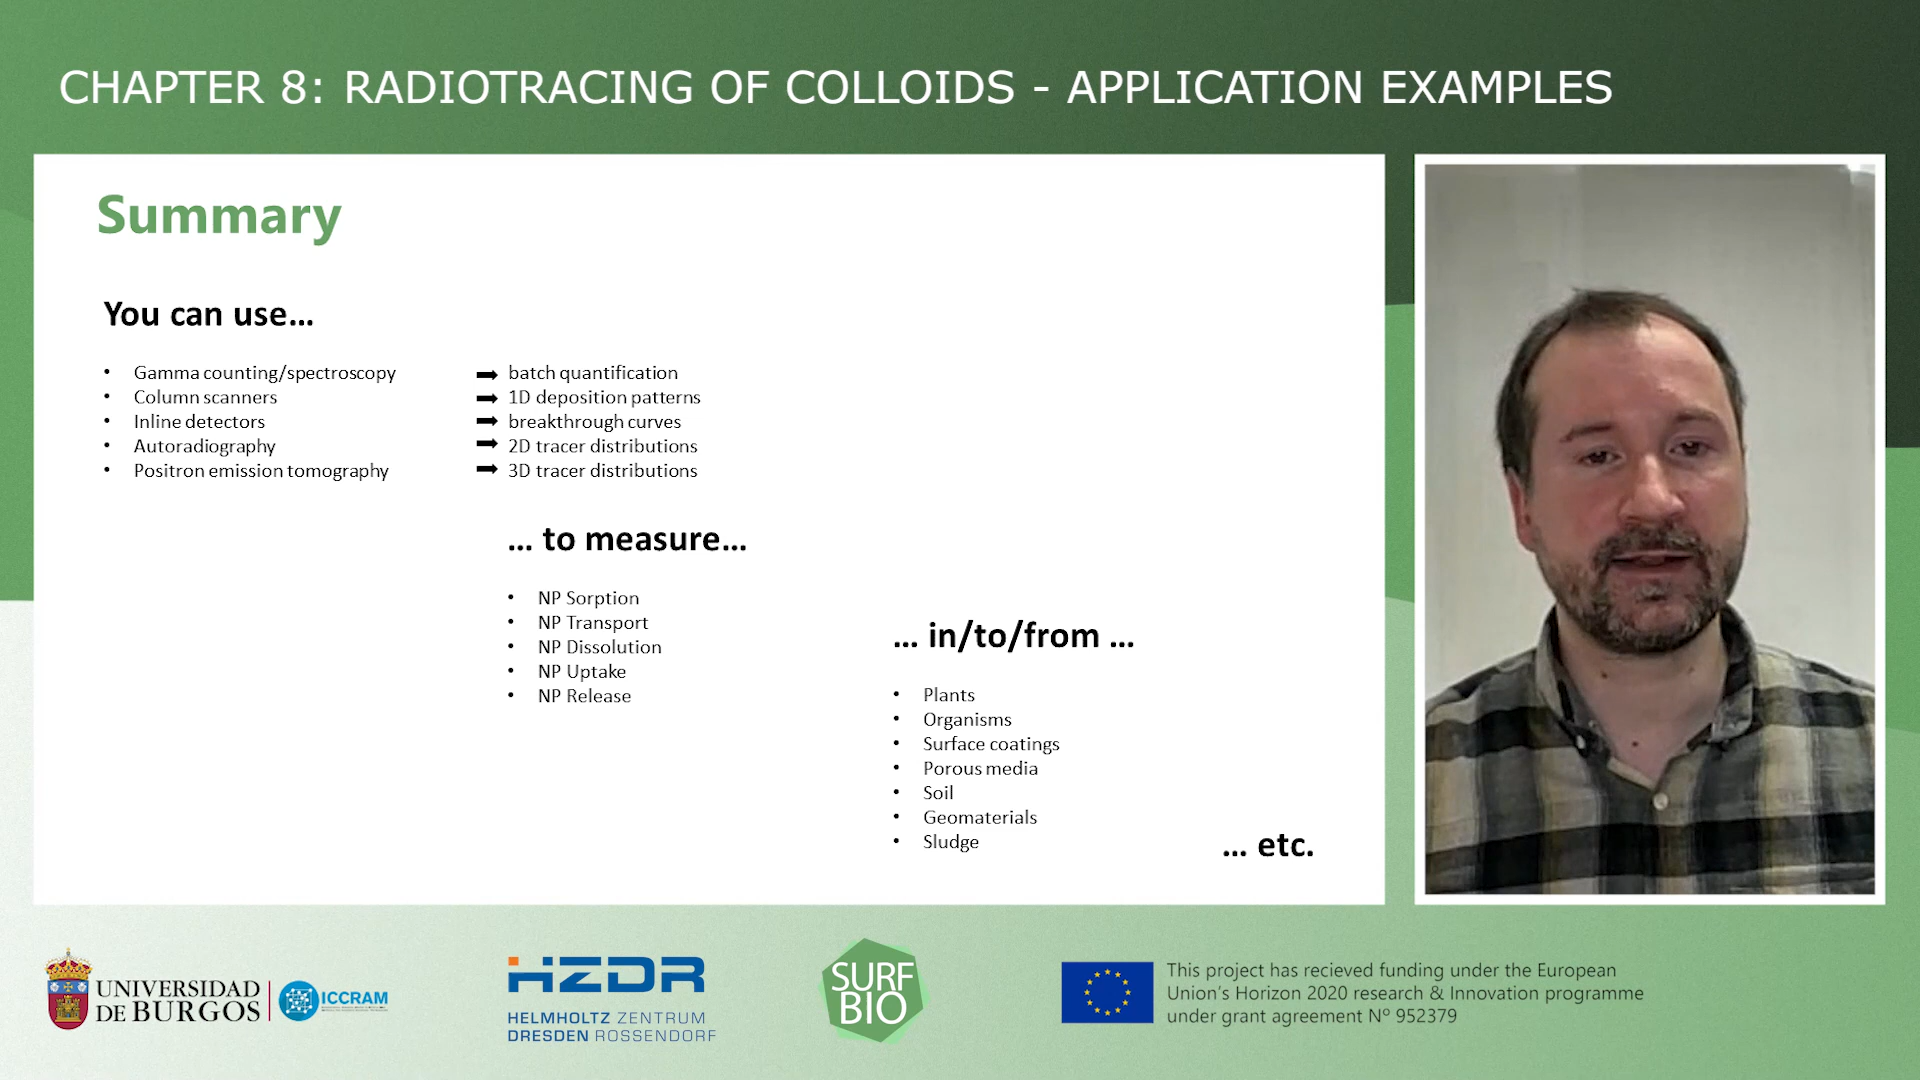 CHAPTER 8: RADIOTRACING OF COLLOIDS - APPLICATION EXAMPLES
Summary
You can use...
• Gamma counting/spectroscopy ➡ batch quantification
• Column scanners ➡ 1D deposition patterns
• Inline detectors ➡ breakthrough curves
• Autoradiography ➡ 2D tracer distributions
• Positron emission tomography ➡ 3D tracer distributions
... to measure...
• NP Sorption
• NP Transport
• NP Dissolution
• NP Uptake
• NP Release
... in/to/from ...
• Plants
• Organisms
• Surface coatings
• Porous media
• Soil
• Geomaterials
• Sludge
... etc.
UNIVERSIDAD
DE BURGOS
ICCRAM
HZDR
HELMHOLTZ ZENTRUM
DRESDEN ROSSENDORF
SURF
BIO
This project has recieved funding under the European
Union's Horizon 2020 research & Innovation programme
under grant agreement Nº 952379